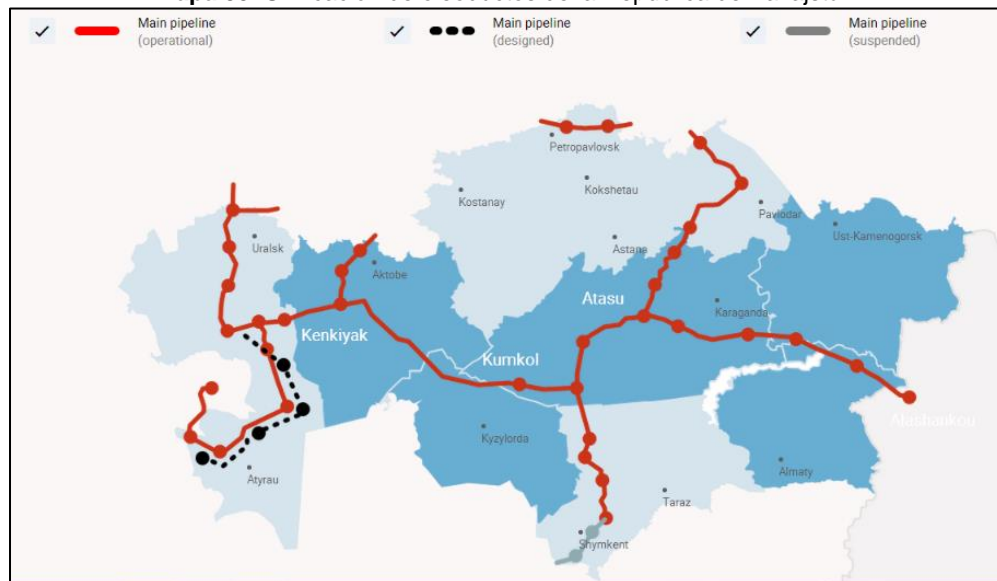 Main pipeline
(operational)
Main pipeline
(designed)
Main pipeline
(suspended)
Petropavlovsk
Kokshetau
Kostanay
Pavlodar
Ust-Kamenogorsk
Uralsk
Astana
Aktobe
Atasu
Karaganda
Kenkiyak
Kumkol
Alashankou
Kyzylorda
Almaty
Atyrau
Taraz
Shymkent